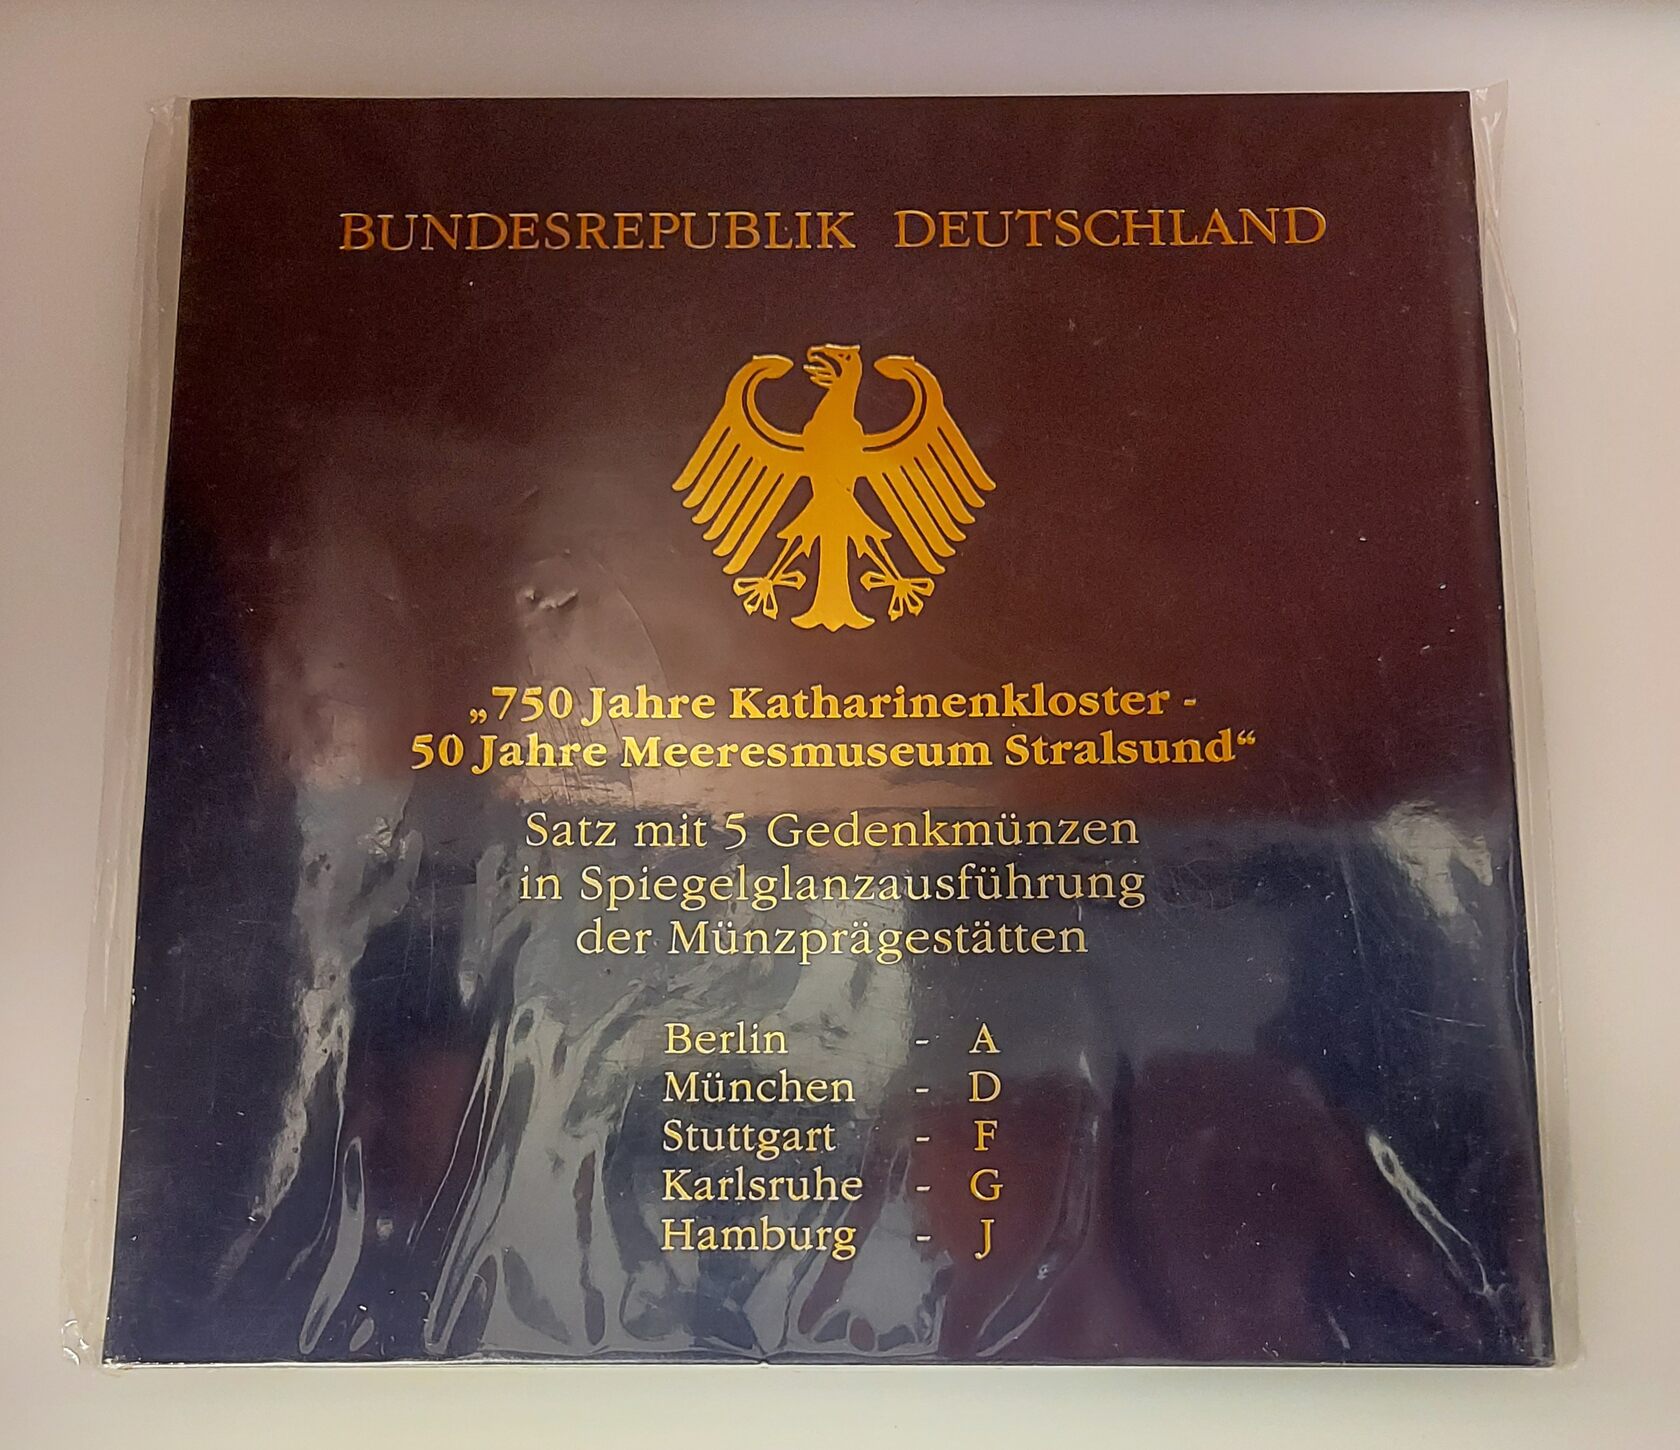 BUNDESREPUBLIK DEUTSCHLAND
„750 Jahre Katharinenkloster -
50 Jahre Meeresmuseum Stralsund“
Satz mit 5 Gedenkmünzen
in Spiegelglanzausführung
der Münzprägestätten
Berlin - A
München - D
Stuttgart - F
Karlsruhe - G
Hamburg - J